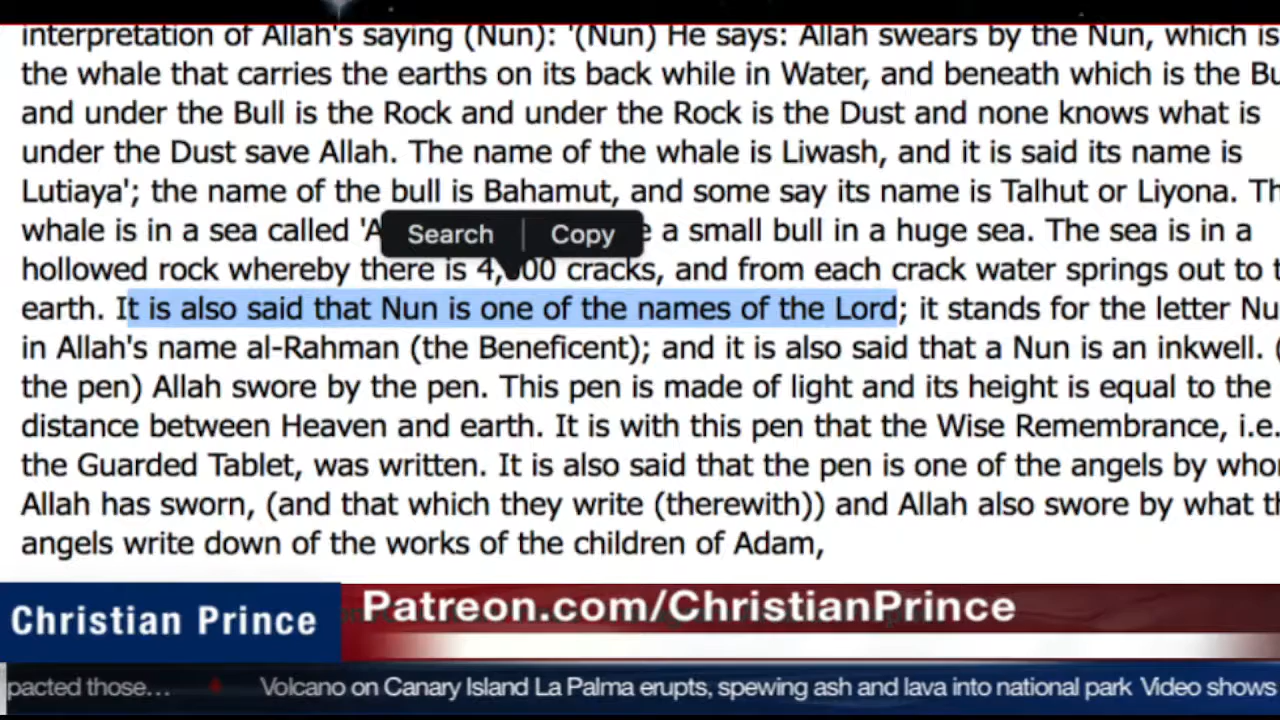 interpretation of Allah's saying (Nun): '(Nun) He says: Allah swears by the Nun, which is
the whale that carries the earths on its back while in Water, and beneath which is the Bu
and under the Bull is the Rock and under the Rock is the Dust and none knows what is
under the Dust save Allah. The name of the whale is Liwash, and it is said its name is
Lutiaya'; the name of the bull is Bahamut, and some say its name is Talhut or Liyona. Th
whale is in a sea called 'A e a small bull in a huge sea. The sea is in a
Search Copy
hollowed rock whereby there is 4,000 cracks, and from each crack water springs out to t
earth. It is also said that Nun is one of the names of the Lord; it stands for the letter Nu
in Allah's name al-Rahman (the Beneficent); and it is also said that a Nun is an inkwell. (
the pen) Allah swore by the pen. This pen is made of light and its height is equal to the
distance between Heaven and earth. It is with this pen that the Wise Remembrance, i.e.
the Guarded Tablet, was written. It is also said that the pen is one of the angels by who
Allah has sworn, (and that which they write (therewith)) and Allah also swore by what th
angels write down of the works of the children of Adam,
Christian Prince
Patreon.com/ChristianPrince
pacted those... Volcano on Canary Island La Palma erupts, spewing ash and lava into national park Video shows